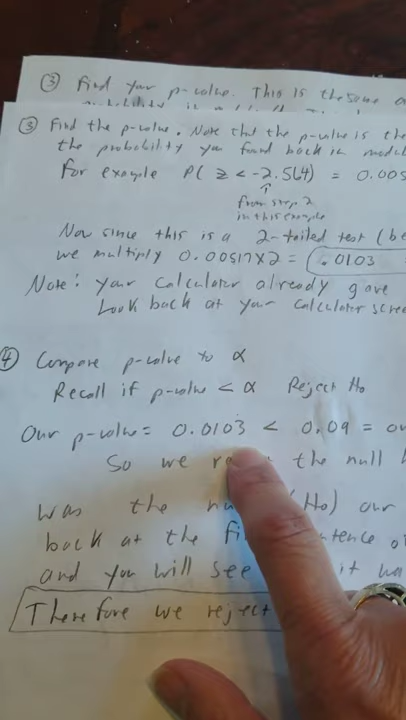 ③ Find your p-value. This is the same
③ Find the p-value. Note that the p-value is the
the probability you found back in modul
For example P( z < -2.564) = 0.005
↑
from step 2
in this example
Now since this is a 2-tailed test (be
we multiply 0.00517 x 2 = .0103
Note: your calculator already gave
Look back at your calculator scree
④ Compare p-value to α
Recall if p-value < α Reject Ho
Our p-value = 0.0103 < 0.09 = ou
So we the null
was the (Ho) our
back at the fi tence o
and you will see it wa
Therefore we reject